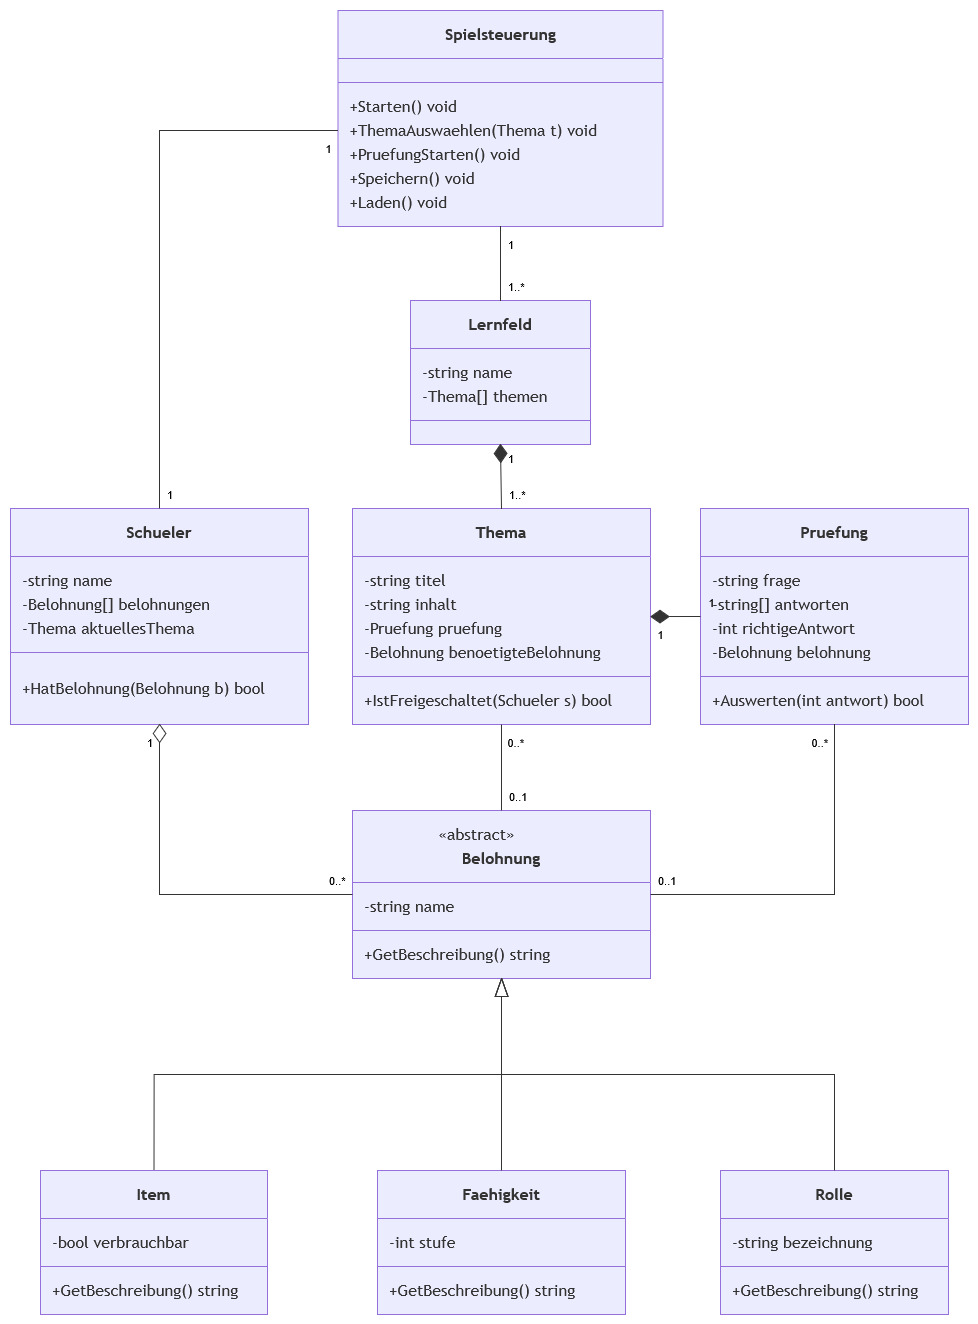 Spielsteuerung
+Starten() void
+ThemaAuswaehlen(Thema t) void
+PruefungStarten() void
+Speichern() void
+Laden() void
1
1
1..*
Lernfeld
-string name
-Thema[] themen
1
1..*
1
Schueler
-string name
-Belohnung[] belohnungen
-Thema aktuellesThema
+HatBelohnung(Belohnung b) bool
1
Thema
-string titel
-string inhalt
-Pruefung pruefung
-Belohnung benoetigteBelohnung
+IstFreigeschaltet(Schueler s) bool
1
1
Pruefung
-string frage
-string[] antworten
-int richtigeAntwort
-Belohnung belohnung
+Auswerten(int antwort) bool
0..*
0..*
0..1
0..*
0..1
«abstract»
Belohnung
-string name
+GetBeschreibung() string
Item
-bool verbrauchbar
+GetBeschreibung() string
Faehigkeit
-int stufe
+GetBeschreibung() string
Rolle
-string bezeichnung
+GetBeschreibung() string